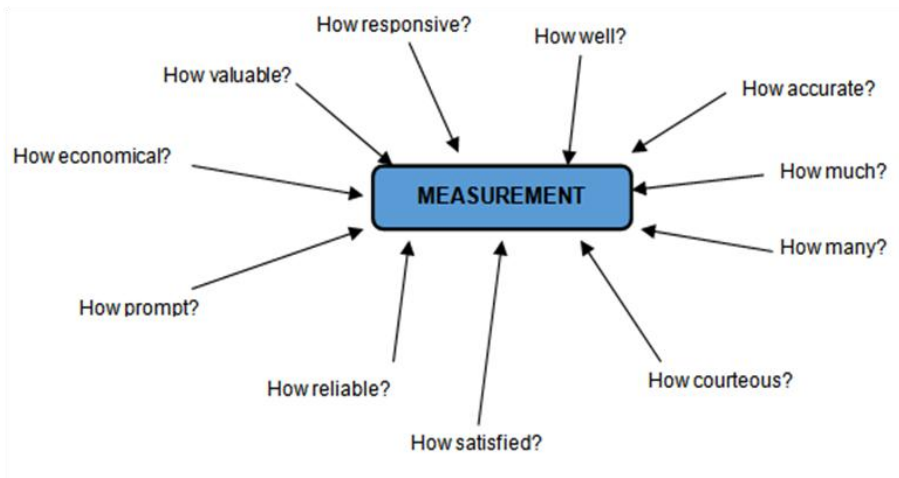 How responsive?
How well?
How valuable?
How accurate?
How economical?
How much?
MEASUREMENT
How many?
How prompt?
How reliable?
How courteous?
How satisfied?